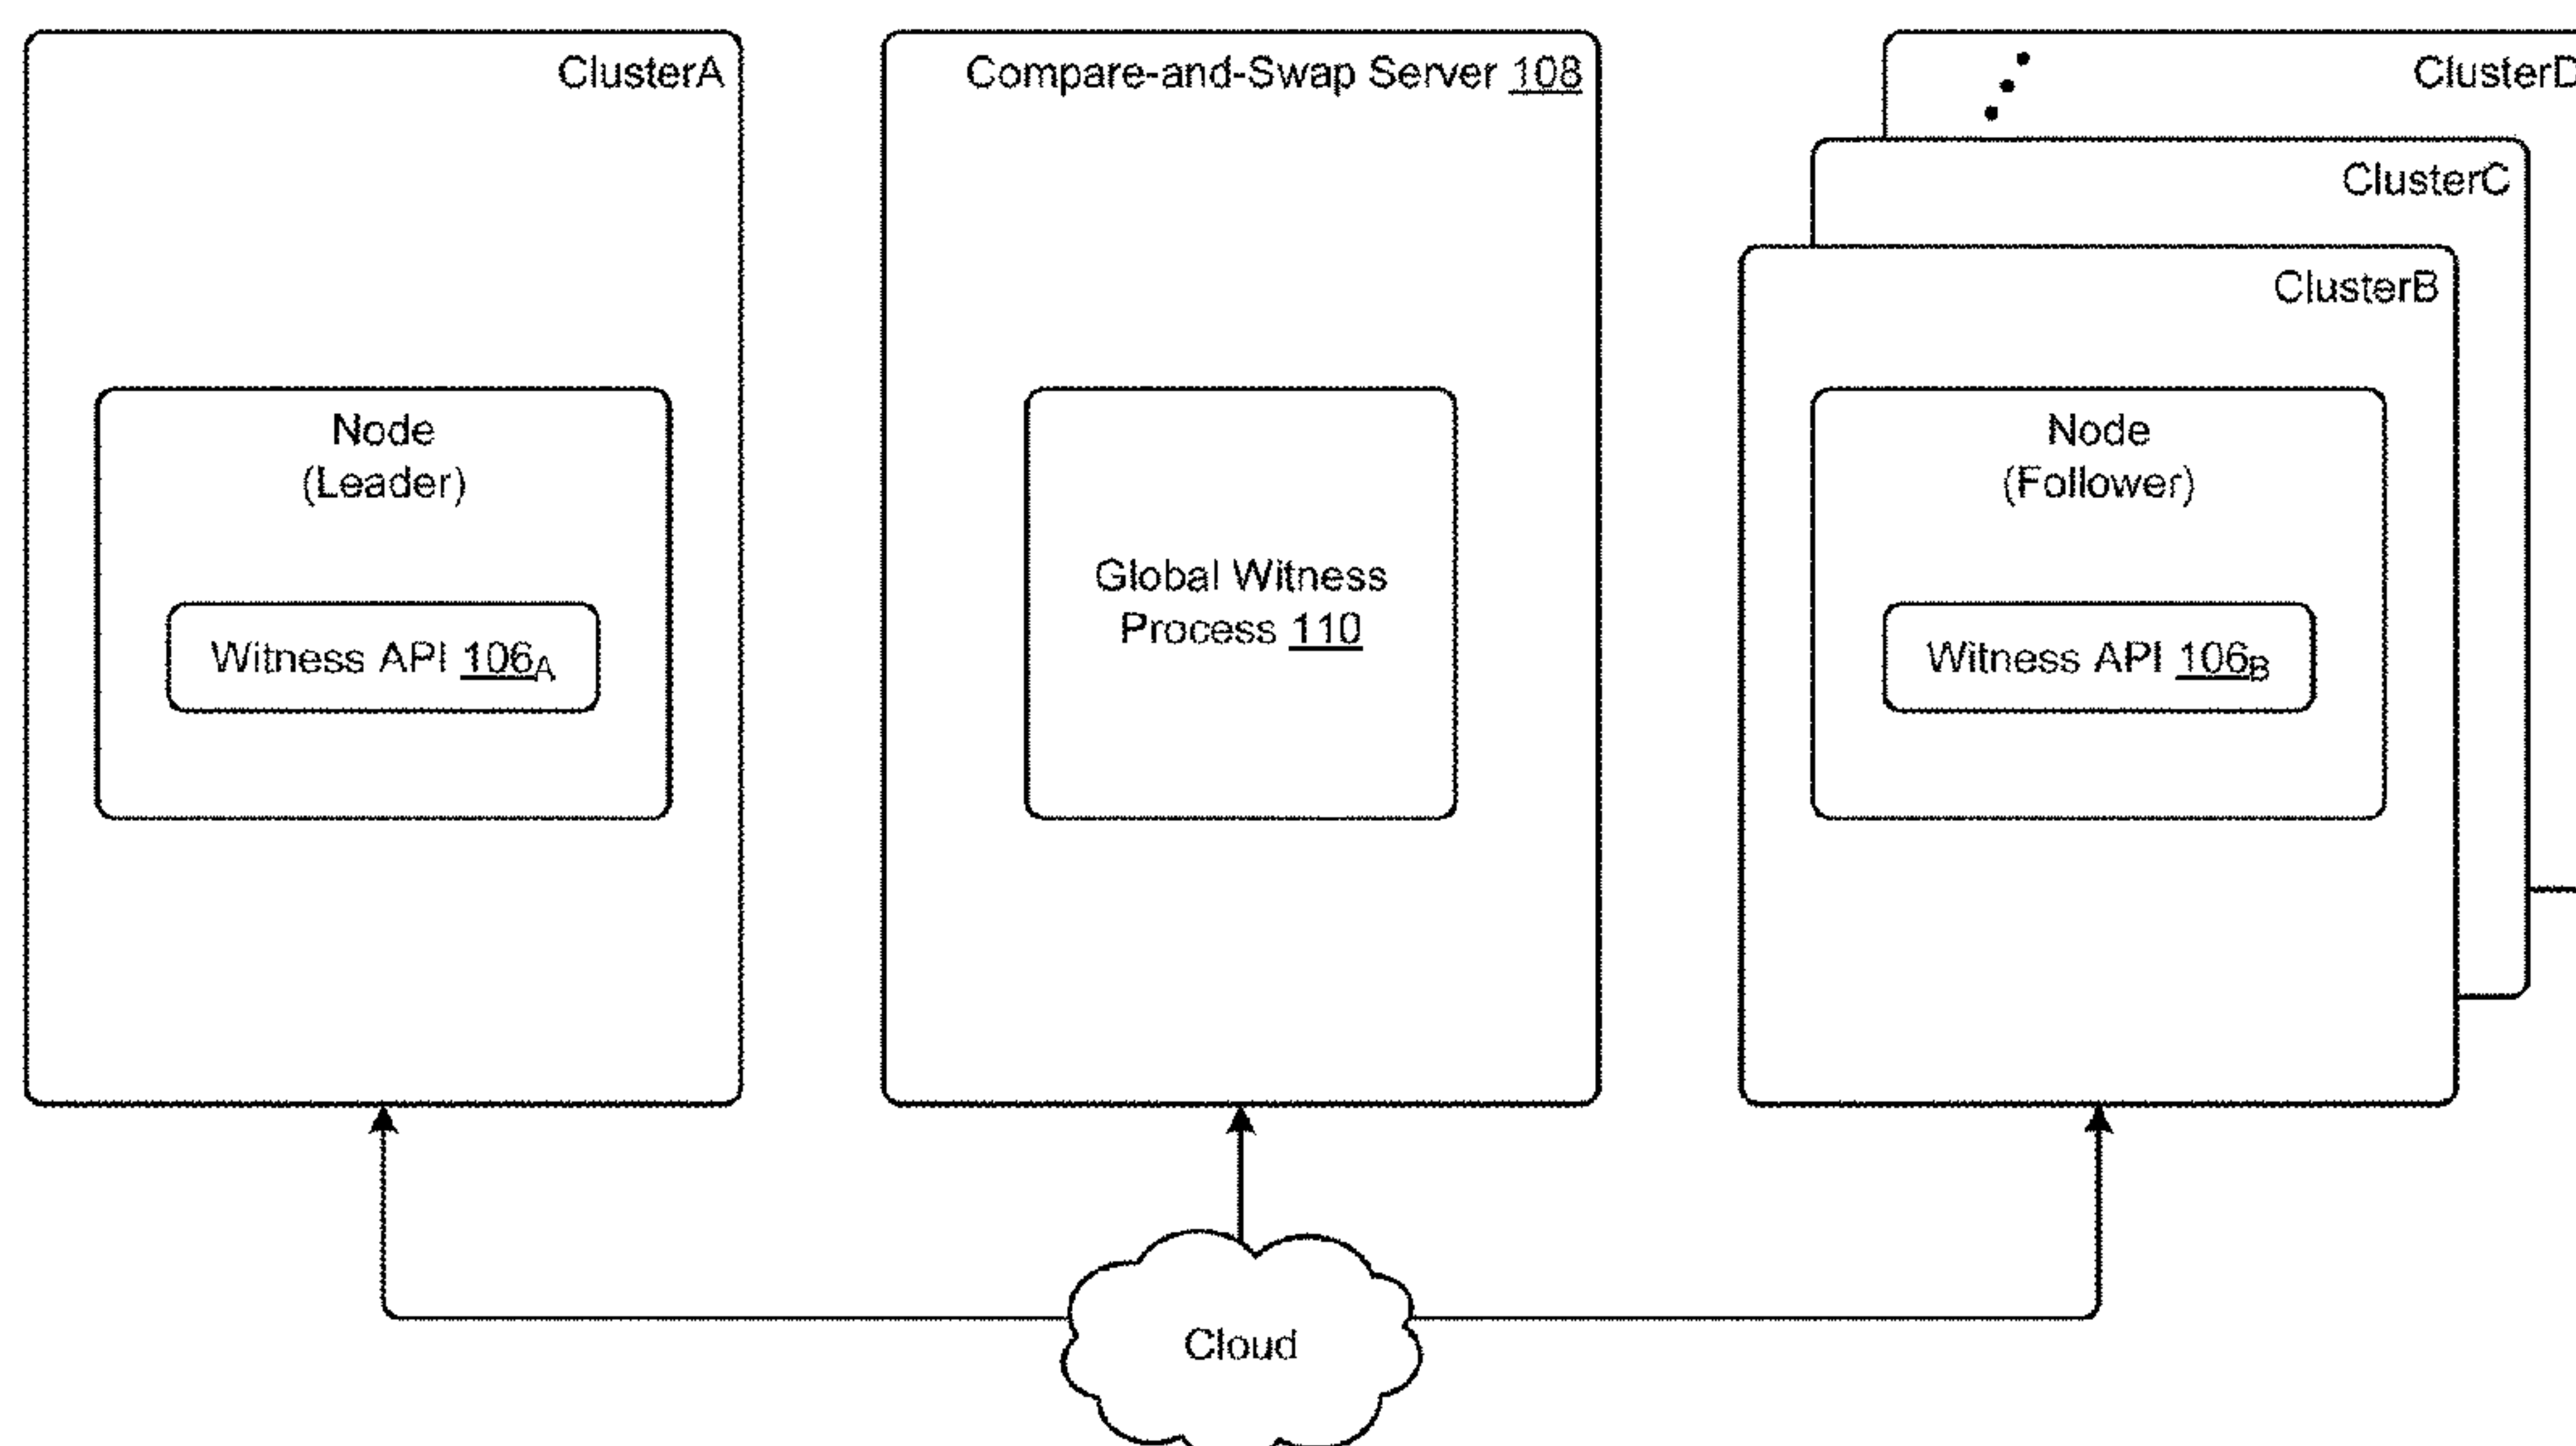 ClusterA
Node
(Leader)
Witness API 106A
Compare-and-Swap Server 108
Global Witness
Process 110
ClusterD
ClusterC
ClusterB
Node
(Follower)
Witness API 106B
Cloud